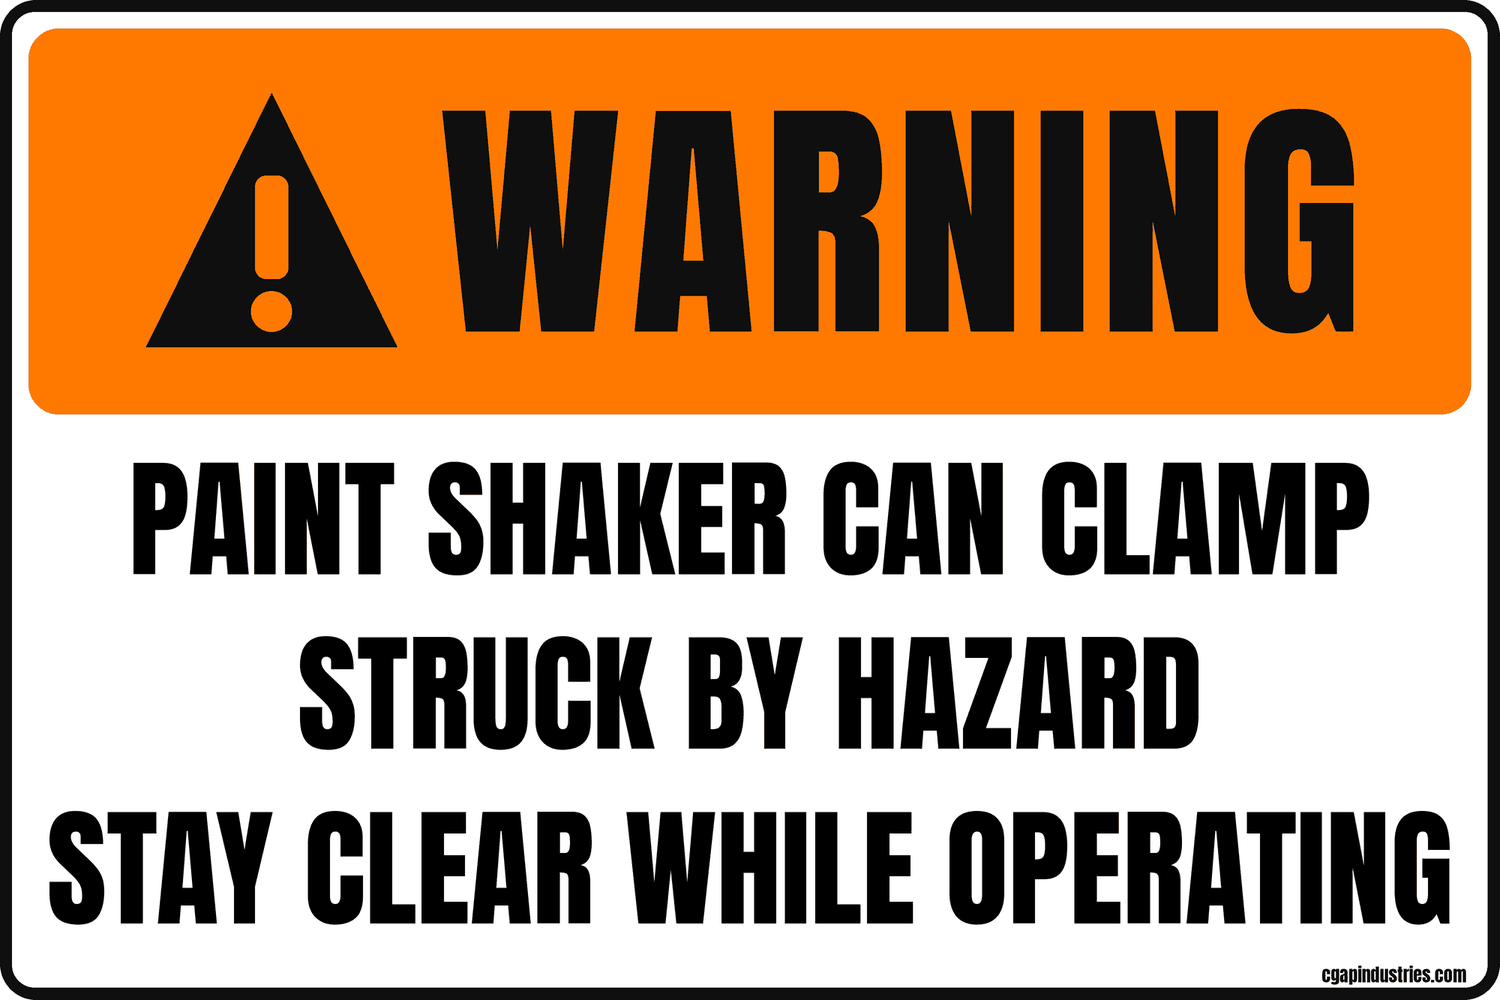 WARNING
PAINT SHAKER CAN CLAMP
STRUCK BY HAZARD
STAY CLEAR WHILE OPERATING
cgapindustries.com